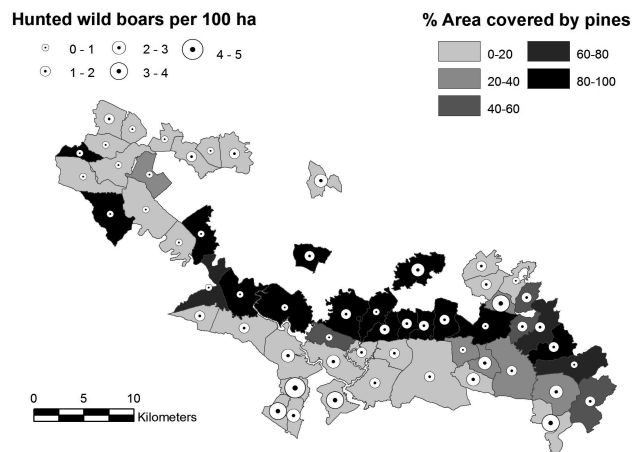 Hunted wild boars per 100 ha
0 - 1
2 - 3
4 - 5
1 - 2
3 - 4
% Area covered by pines
0-20
60-80
20-40
80-100
40-60
0 5 10
Kilometers